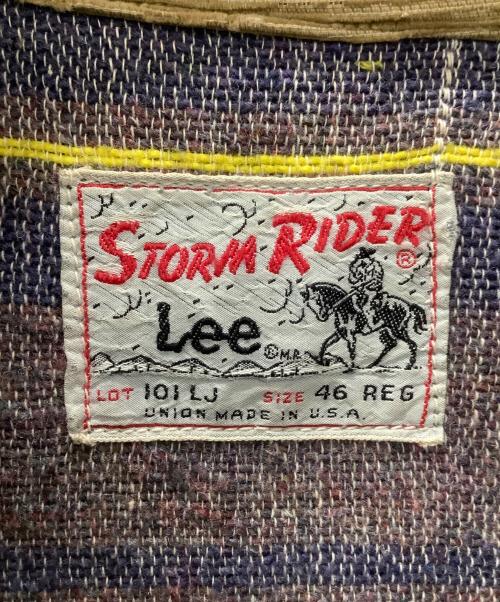 STORM RIDER®
Lee ® M.R.
LOT 101 LJ SIZE 46 REG
UNION MADE IN U.S.A.